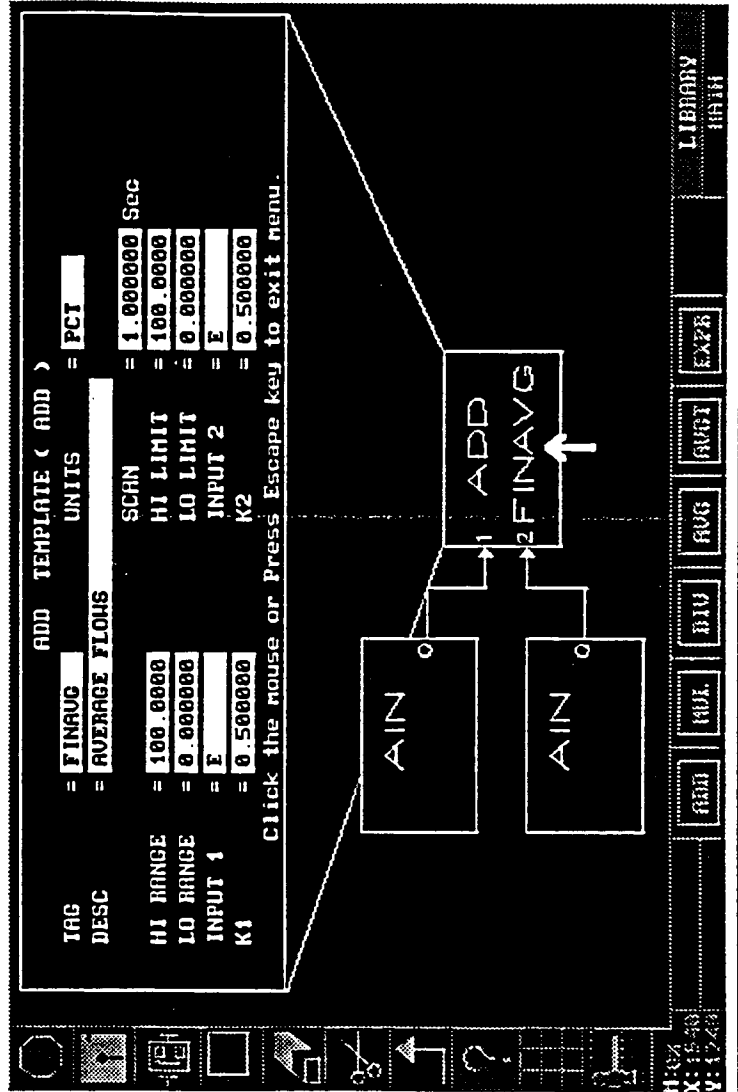 ADD TEMPLATE ( ADD )
TAG = FINAVG UNITS = PCT
DESC = AVERAGE FLOWS
SCAN = 1.000000 Sec
HI RANGE = 100.0000 HI LIMIT = 100.0000
LO RANGE = 0.000000 LO LIMIT = 0.000000
INPUT 1 = E INPUT 2 = E
K1 = 0.500000 K2 = 0.500000
Click the mouse or Press Escape key to exit menu.
AIN O
AIN O
1 ADD
2 FINAVG
ADD MUL DIV AVG AVGT EXPR
LIBRARY
MAIN